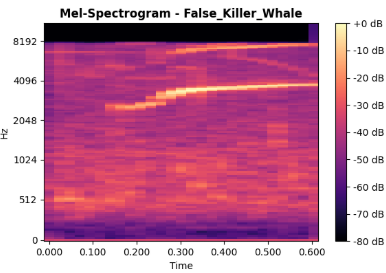 Mel-Spectrogram - False_Killer_Whale
Hz
8192
4096
2048
1024
512
0
0.000 0.100 0.200 0.300 0.400 0.500 0.600
Time
+0 dB
-10 dB
-20 dB
-30 dB
-40 dB
-50 dB
-60 dB
-70 dB
-80 dB